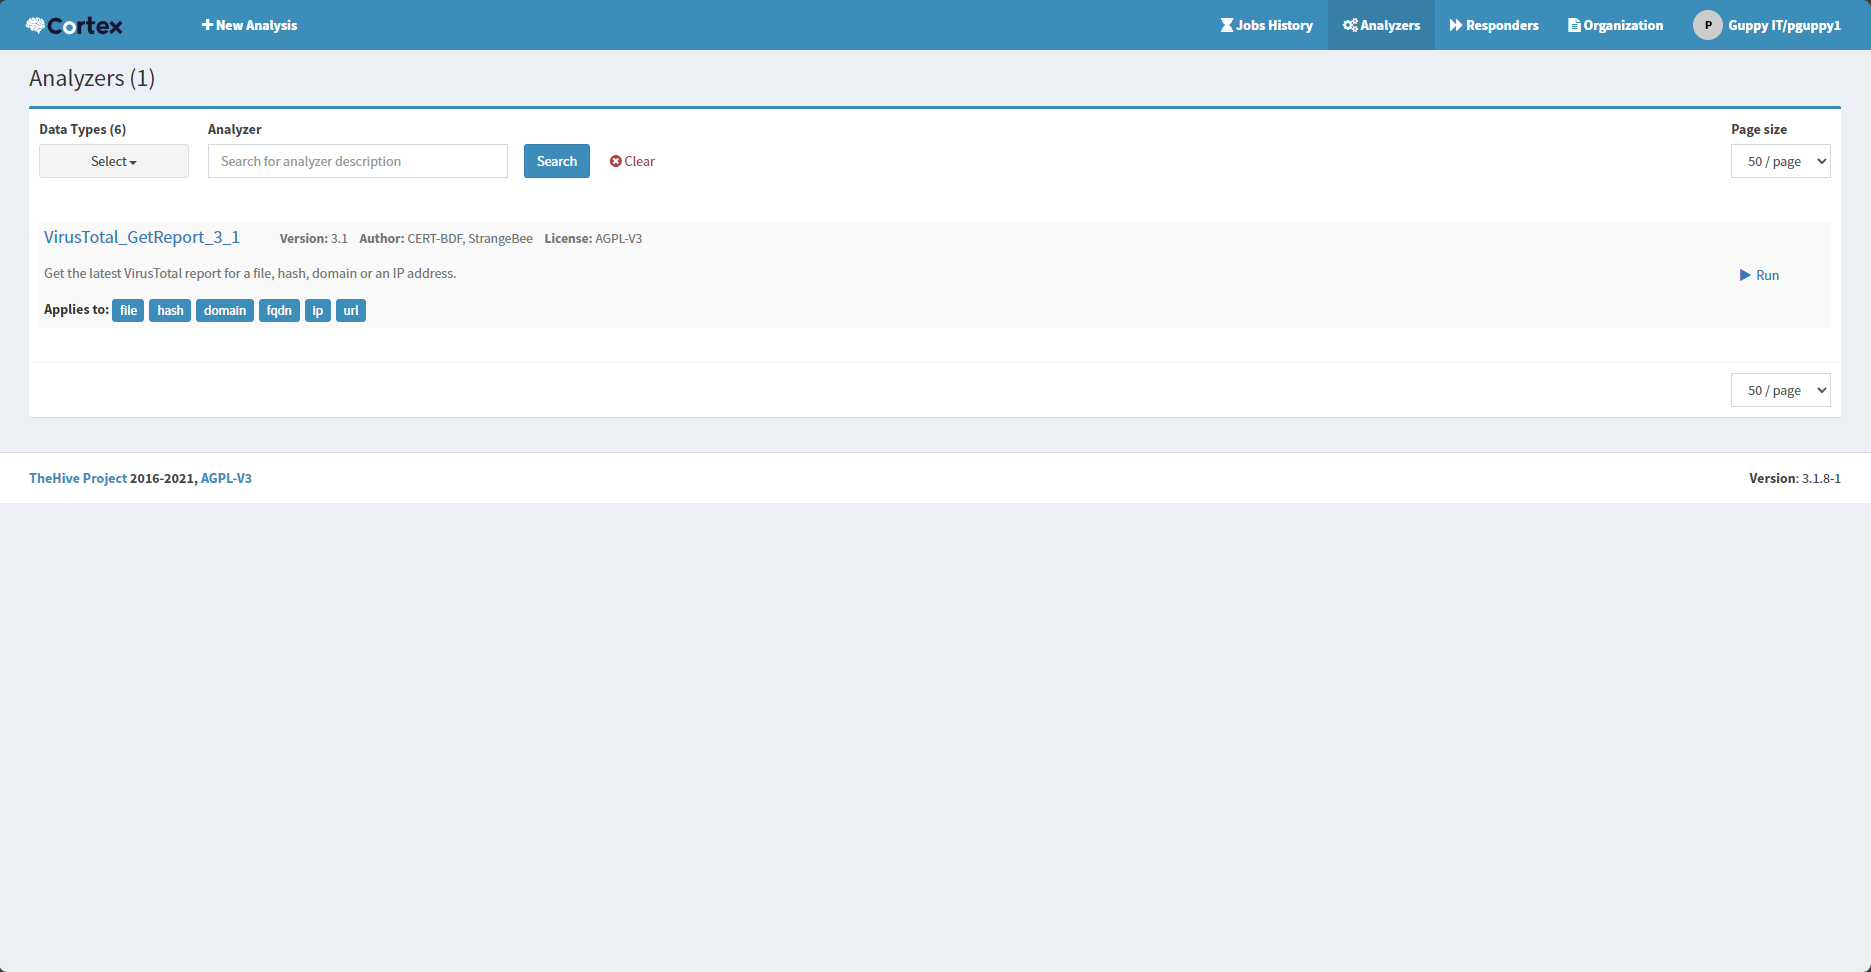 Cortex New Analysis Jobs History Analyzers Responders Organization P Guppy IT/pguppy1
Analyzers (1)
Data Types (6) Analyzer Page size
Select Search for analyzer description Search Clear 50 / page
VirusTotal_GetReport_3_1 Version: 3.1 Author: CERT-BDF, StrangeBee License: AGPL-V3
Get the latest VirusTotal report for a file, hash, domain or an IP address.
Run
Applies to: file hash domain fqdn ip url
50 / page
TheHive Project 2016-2021, AGPL-V3 Version: 3.1.8-1